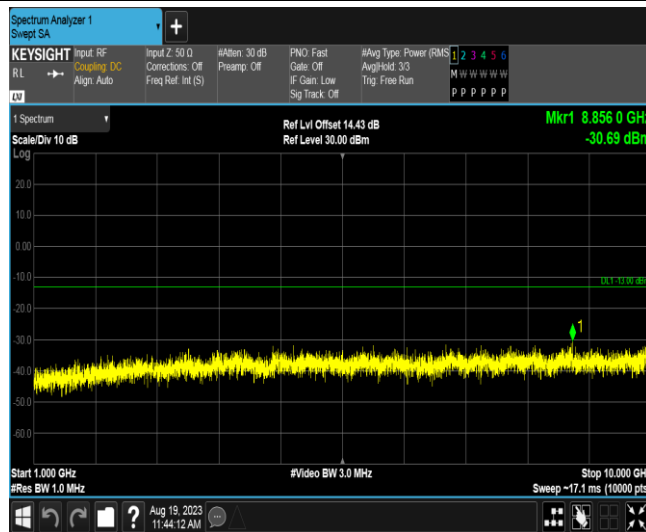 Spectrum Analyzer 1
Swept SA
+
KEYSIGHT
RL
LXI
Input: RF
Coupling: DC
Align: Auto
Input Z: 50 Ω
Corrections: Off
Freq Ref: Int (S)
#Atten: 30 dB
Preamp: Off
PNO: Fast
Gate: Off
IF Gain: Low
Sig Track: Off
#Avg Type: Power (RMS
Avg|Hold: 3/3
Trig: Free Run
1 2 3 4 5 6
M W W W W W
P P P P P P
1 Spectrum
Scale/Div 10 dB
Log
Ref Lvl Offset 14.43 dB
Ref Level 30.00 dBm
Mkr1 8.856 0 GHz
-30.69 dBm
20.0
10.0
0.00
-10.0
DL1 -13.00 dBm
-20.0
-30.0
1
-40.0
-50.0
-60.0
Start 1.000 GHz
#Res BW 1.0 MHz
#Video BW 3.0 MHz
Stop 10.000 GHz
Sweep ~17.1 ms (10000 pts
?
Aug 19, 2023
11:44:12 AM